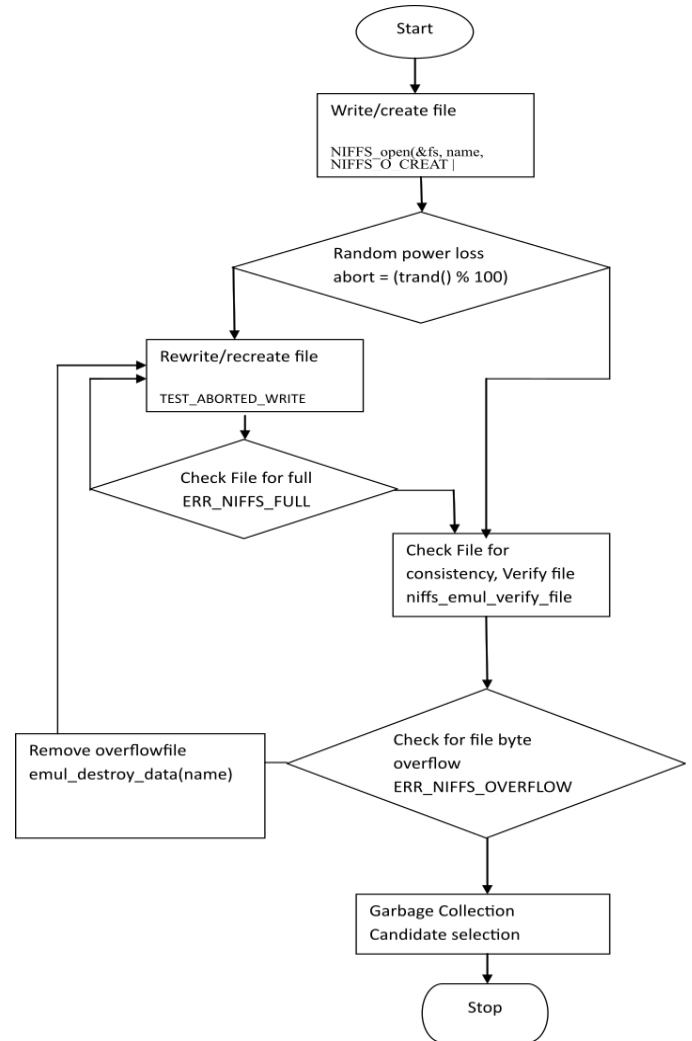 Start
Write/create file
NIFFS_open(&fs, name,
NIFFS_O_CREAT |
Random power loss
abort = (trand() % 100)
Rewrite/recreate file
TEST_ABORTED_WRITE
Check File for full
ERR_NIFFS_FULL
Check File for
consistency, Verify file
niffs_emul_verify_file
Check for file byte
overflow
ERR_NIFFS_OVERFLOW
Remove overflowfile
emul_destroy_data(name)
Garbage Collection
Candidate selection
Stop